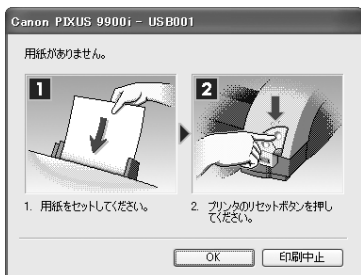 Canon PIXUS 9900i - USB001
用紙がありません。
1
2
1. 用紙をセットしてください。
2. プリンタのリセットボタンを押し
てください。
OK
印刷中止